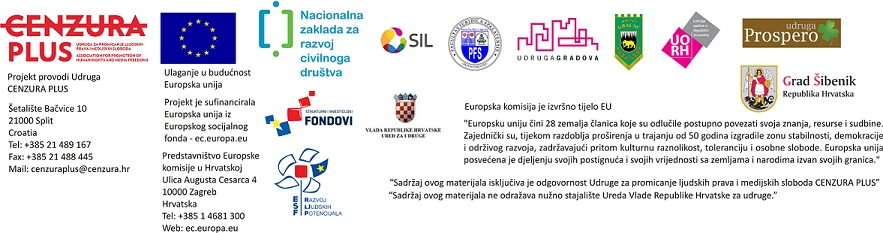 CENZURA
PLUS
UDRUGA ZA PROMICANJE LJUDSKIH
PRAVA I MEDIJSKIH SLOBODA
ASSOCIATION FOR PROMOTION OF
HUMAN RIGHTS AND MEDIA FREEDOMS
Projekt provodi Udruga
CENZURA PLUS
Šetalište Bačvice 10
21000 Split
Croatia
Tel: +385 21 489 167
Fax: +385 21 488 445
Mail: cenzuraplus@cenzura.hr
Ulaganje u budućnost
Europska unija
Projekt je sufinancirala
Europska unija iz
Europskog socijalnog
fonda - ec.europa.eu
Predstavništvo Europske
komisije u Hrvatskoj
Ulica Augusta Cesarca 4
10000 Zagreb
Hrvatska
Tel: +385 1 4681 300
Web: ec.europa.eu
Nacionalna
zaklada za
razvoj
civilnoga
društva
STRUKTURNI I INVESTICIJSKI
FONDOVI
ESF
RAZVOJ
LJUDSKIH
POTENCIJALA
SIL
PFS
UDRUGAGRADOVA
GRAČAC
UORH
udruga
Prospero
VLADA REPUBLIKE HRVATSKE
URED ZA UDRUGE
Grad Šibenik
Republika Hrvatska
Europska komisija je izvršno tijelo EU
"Europsku uniju čini 28 zemalja članica koje su odlučile postupno povezati svoja znanja, resurse i sudbine.
Zajednički su, tijekom razdoblja proširenja u trajanju od 50 godina izgradile zonu stabilnosti, demokracije
i održivog razvoja, zadržavajući pritom kulturnu raznolikost, toleranciju i osobne slobode. Europska unija
posvećena je djeljenju svojih postignuća i svojih vrijednosti sa zemljama i narodima izvan svojih granica."
“Sadržaj ovog materijala isključiva je odgovornost Udruge za promicanje ljudskih prava i medijskih sloboda CENZURA PLUS“
“Sadržaj ovog materijala ne odražava nužno stajalište Ureda Vlade Republike Hrvatske za udruge.”